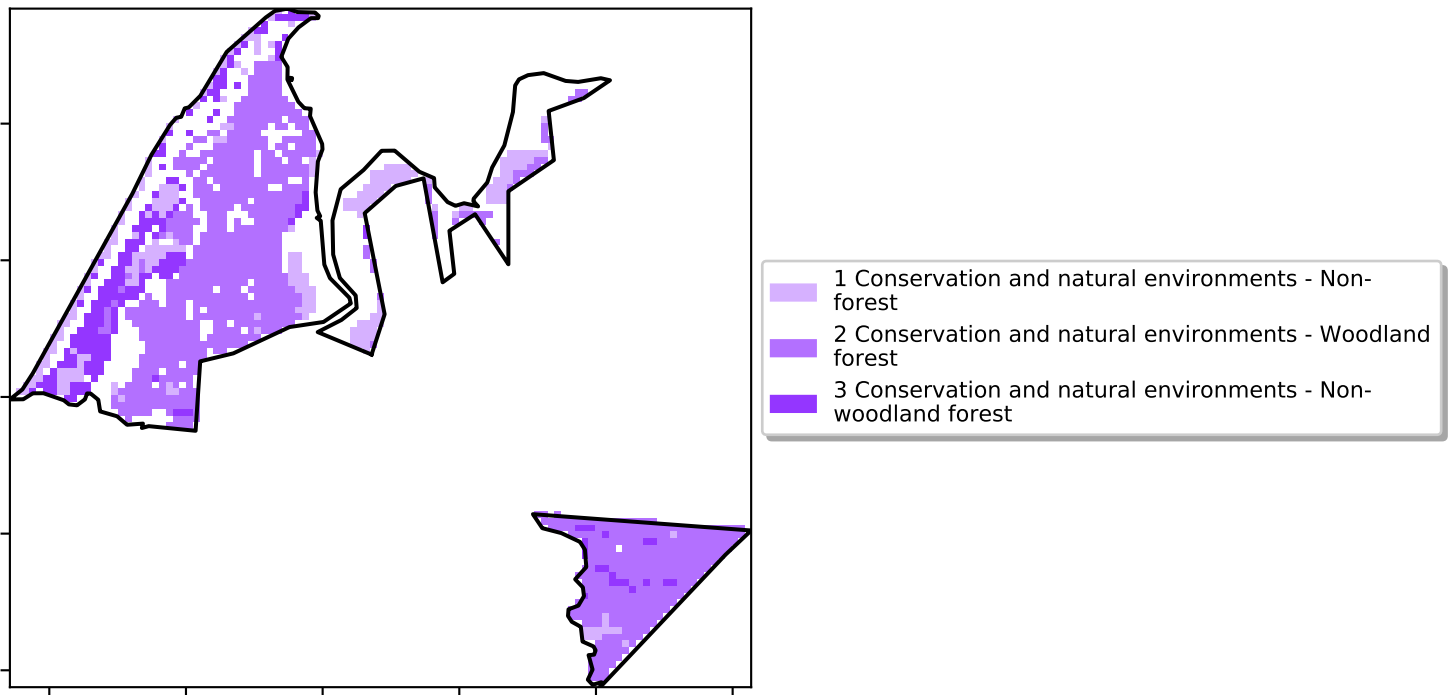 1 Conservation and natural environments - Non-
forest
2 Conservation and natural environments - Woodland
forest
3 Conservation and natural environments - Non-
woodland forest